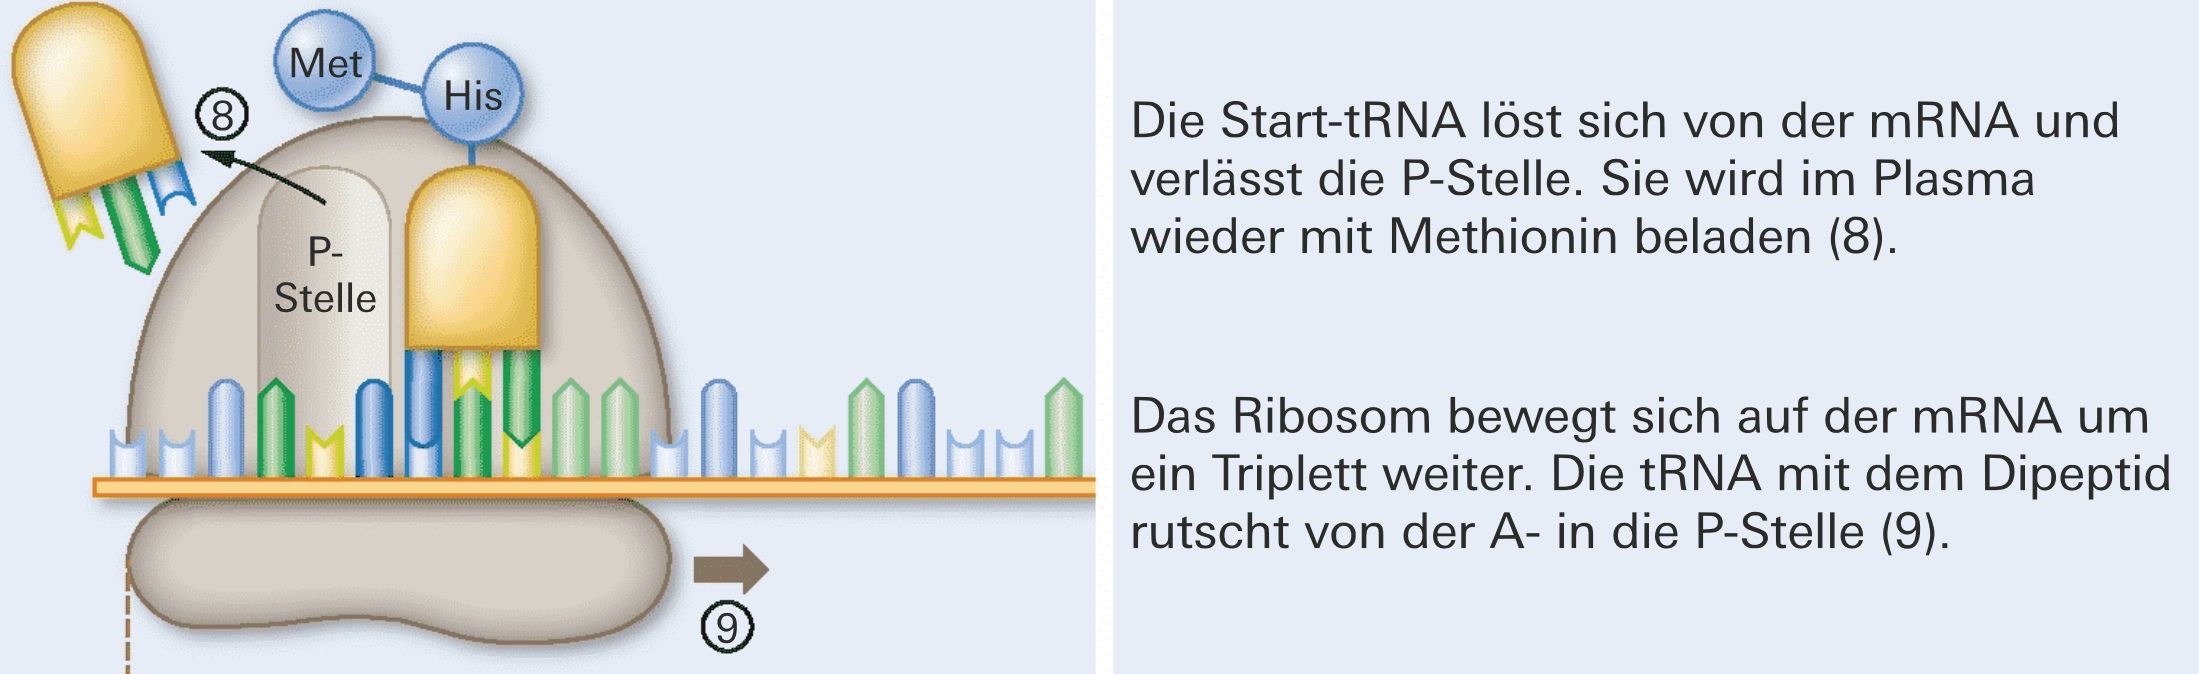 Met
His
8
P-
Stelle
9
Die Start-tRNA löst sich von der mRNA und
verlässt die P-Stelle. Sie wird im Plasma
wieder mit Methionin beladen (8).
Das Ribosom bewegt sich auf der mRNA um
ein Triplett weiter. Die tRNA mit dem Dipeptid
rutscht von der A- in die P-Stelle (9).